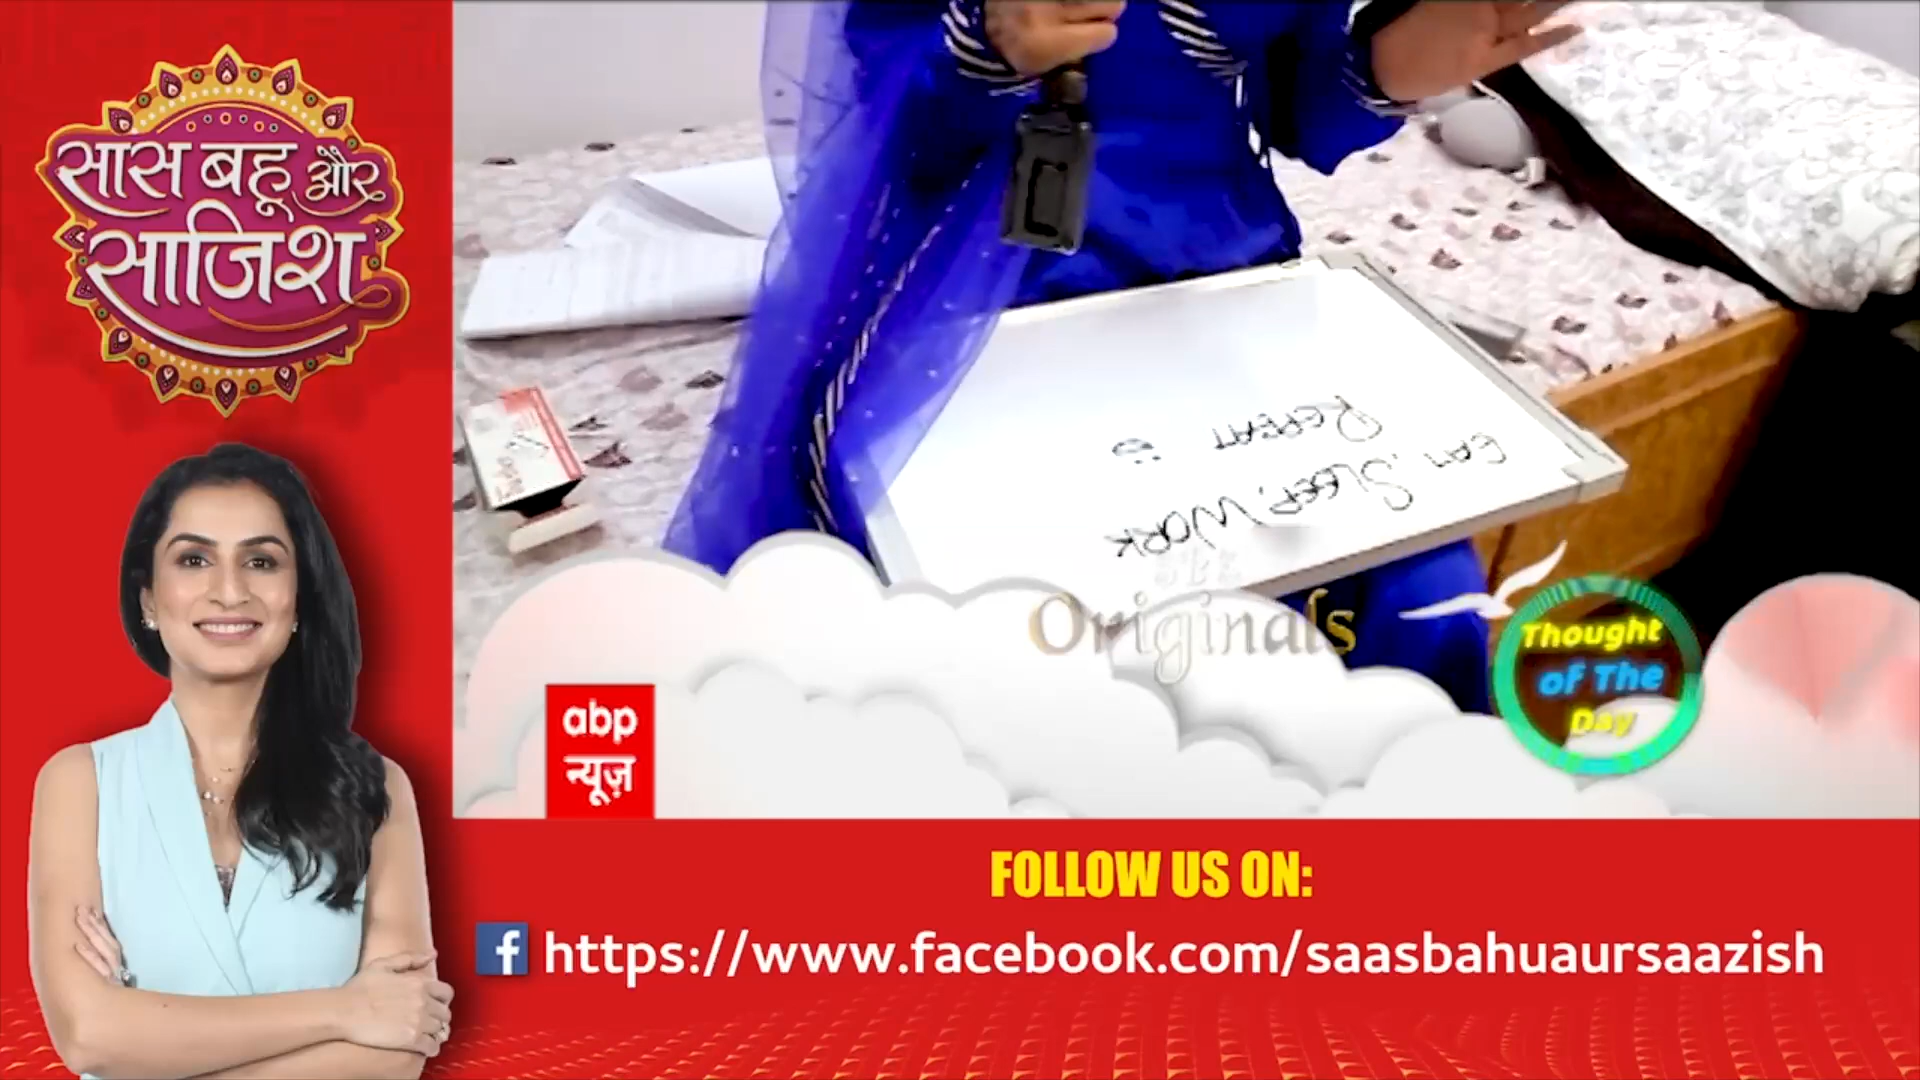 सास बहू और
साजिश
EAT, SLEEP, WORK
REPEAT
SBS
Originals
Thought
of The
Day
abp
न्यूज़
FOLLOW US ON:
f https://www.facebook.com/saasbahuaursaazish